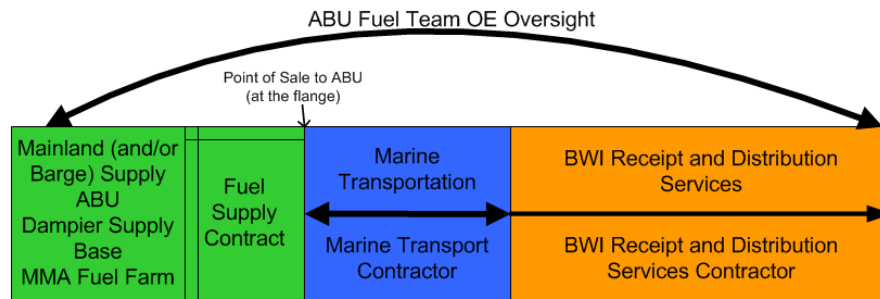 ABU Fuel Team OE Oversight
Point of Sale to ABU
(at the flange)
Mainland (and/or
Barge) Supply
ABU
Dampier Supply
Base
MMA Fuel Farm
Fuel
Supply
Contract
Marine
Transportation
Marine Transport
Contractor
BWI Receipt and Distribution
Services
BWI Receipt and Distribution
Services Contractor